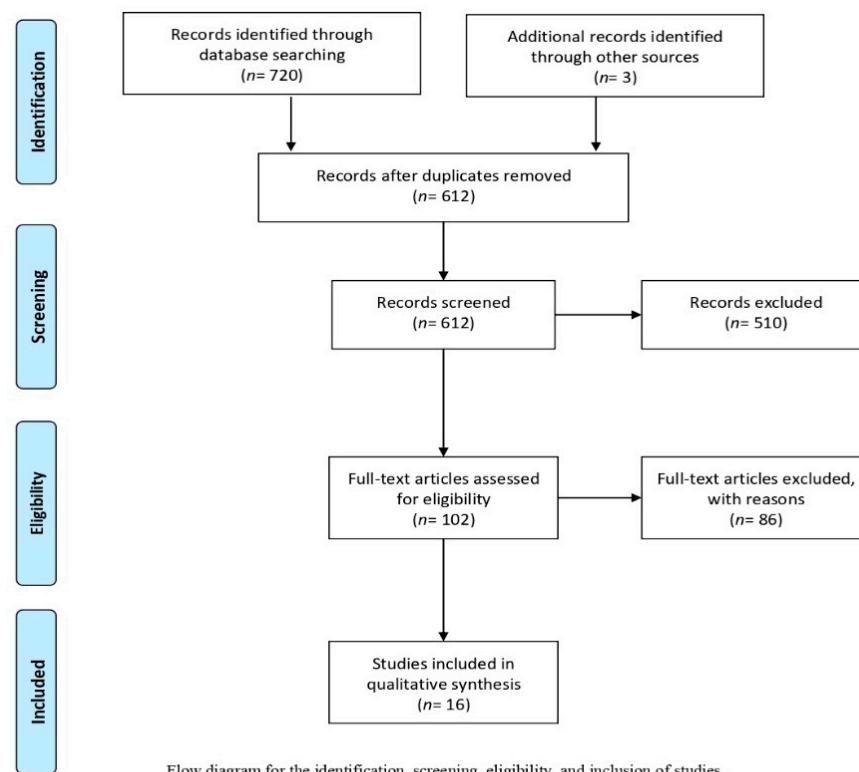 Identification
Records identified through
database searching
(n= 720)
Additional records identified
through other sources
(n= 3)
Records after duplicates removed
(n= 612)
Screening
Records screened
(n= 612)
Records excluded
(n= 510)
Eligibility
Full-text articles assessed
for eligibility
(n= 102)
Full-text articles excluded,
with reasons
(n= 86)
Included
Studies included in
qualitative synthesis
(n= 16)
Flow diagram for the identification, screening, eligibility, and inclusion of studies